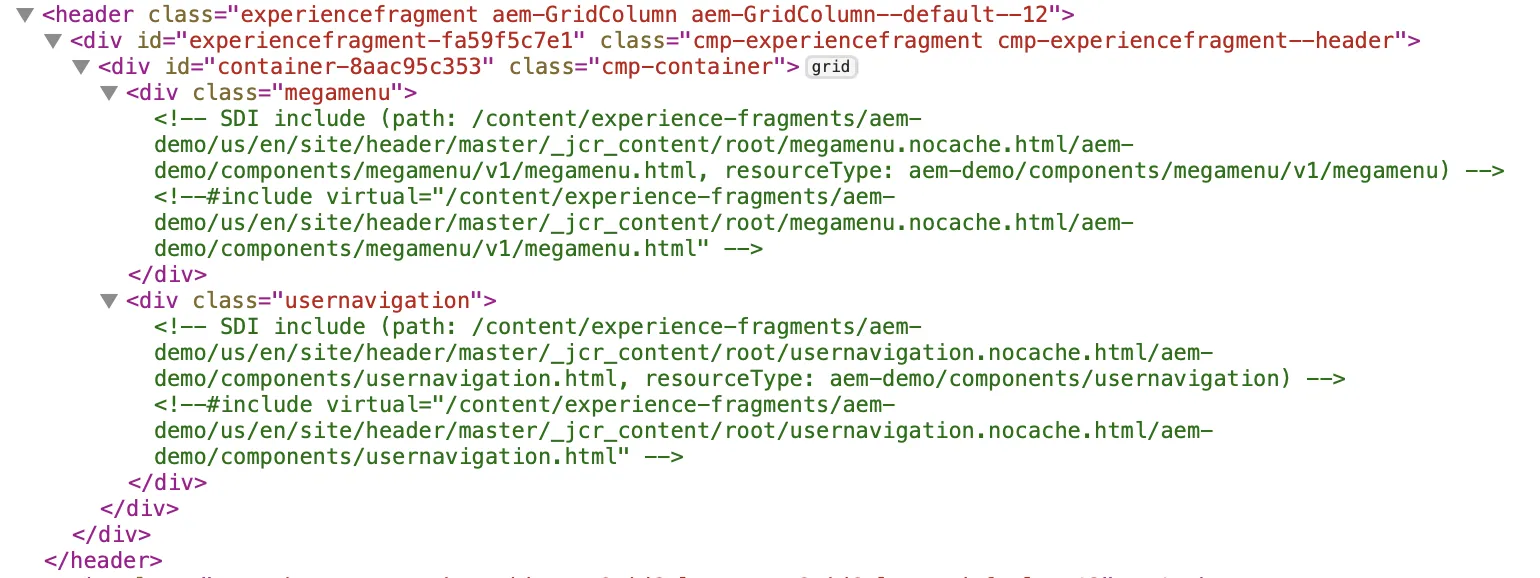 <header class="experiencefragment aem-GridColumn aem-GridColumn--default--12">
<div id="experiencefragment-fa59f5c7e1" class="cmp-experiencefragment cmp-experiencefragment--header">
<div id="container-8aac95c353" class="cmp-container"> grid
<div class="megamenu">
<!-- SDI include (path: /content/experience-fragments/aem-
demo/us/en/site/header/master/_jcr_content/root/megamenu.nocache.html/aem-
demo/components/megamenu/v1/megamenu.html, resourceType: aem-demo/components/megamenu/v1/megamenu) -->
<!--#include virtual="/content/experience-fragments/aem-
demo/us/en/site/header/master/_jcr_content/root/megamenu.nocache.html/aem-
demo/components/megamenu/v1/megamenu.html" -->
</div>
<div class="usernavigation">
<!-- SDI include (path: /content/experience-fragments/aem-
demo/us/en/site/header/master/_jcr_content/root/usernavigation.nocache.html/aem-
demo/components/usernavigation.html, resourceType: aem-demo/components/usernavigation) -->
<!--#include virtual="/content/experience-fragments/aem-
demo/us/en/site/header/master/_jcr_content/root/usernavigation.nocache.html/aem-
demo/components/usernavigation.html" -->
</div>
</div>
</div>
</header>